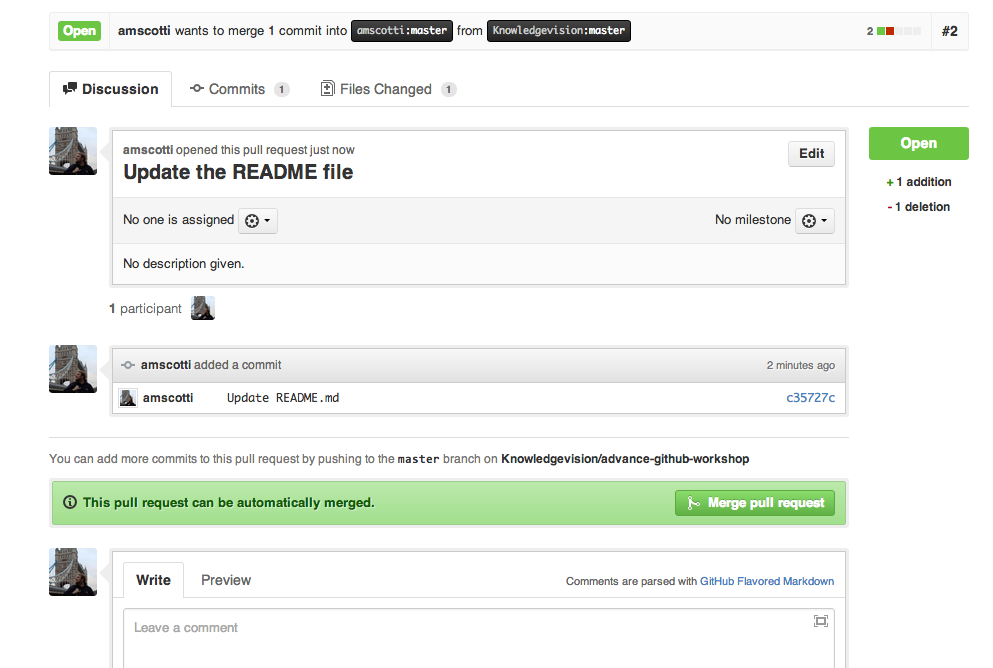 Open amscotti wants to merge 1 commit into amscotti:master from Knowledgevision:master 2 #2
Discussion Commits 1 Files Changed 1
amscotti opened this pull request just now
Update the README file
Edit
Open
+ 1 addition
- 1 deletion
No one is assigned No milestone
No description given.
1 participant
amscotti added a commit 2 minutes ago
amscotti Update README.md c35727c
You can add more commits to this pull request by pushing to the master branch on Knowledgevision/advance-github-workshop
This pull request can be automatically merged. Merge pull request
Write Preview Comments are parsed with GitHub Flavored Markdown
Leave a comment